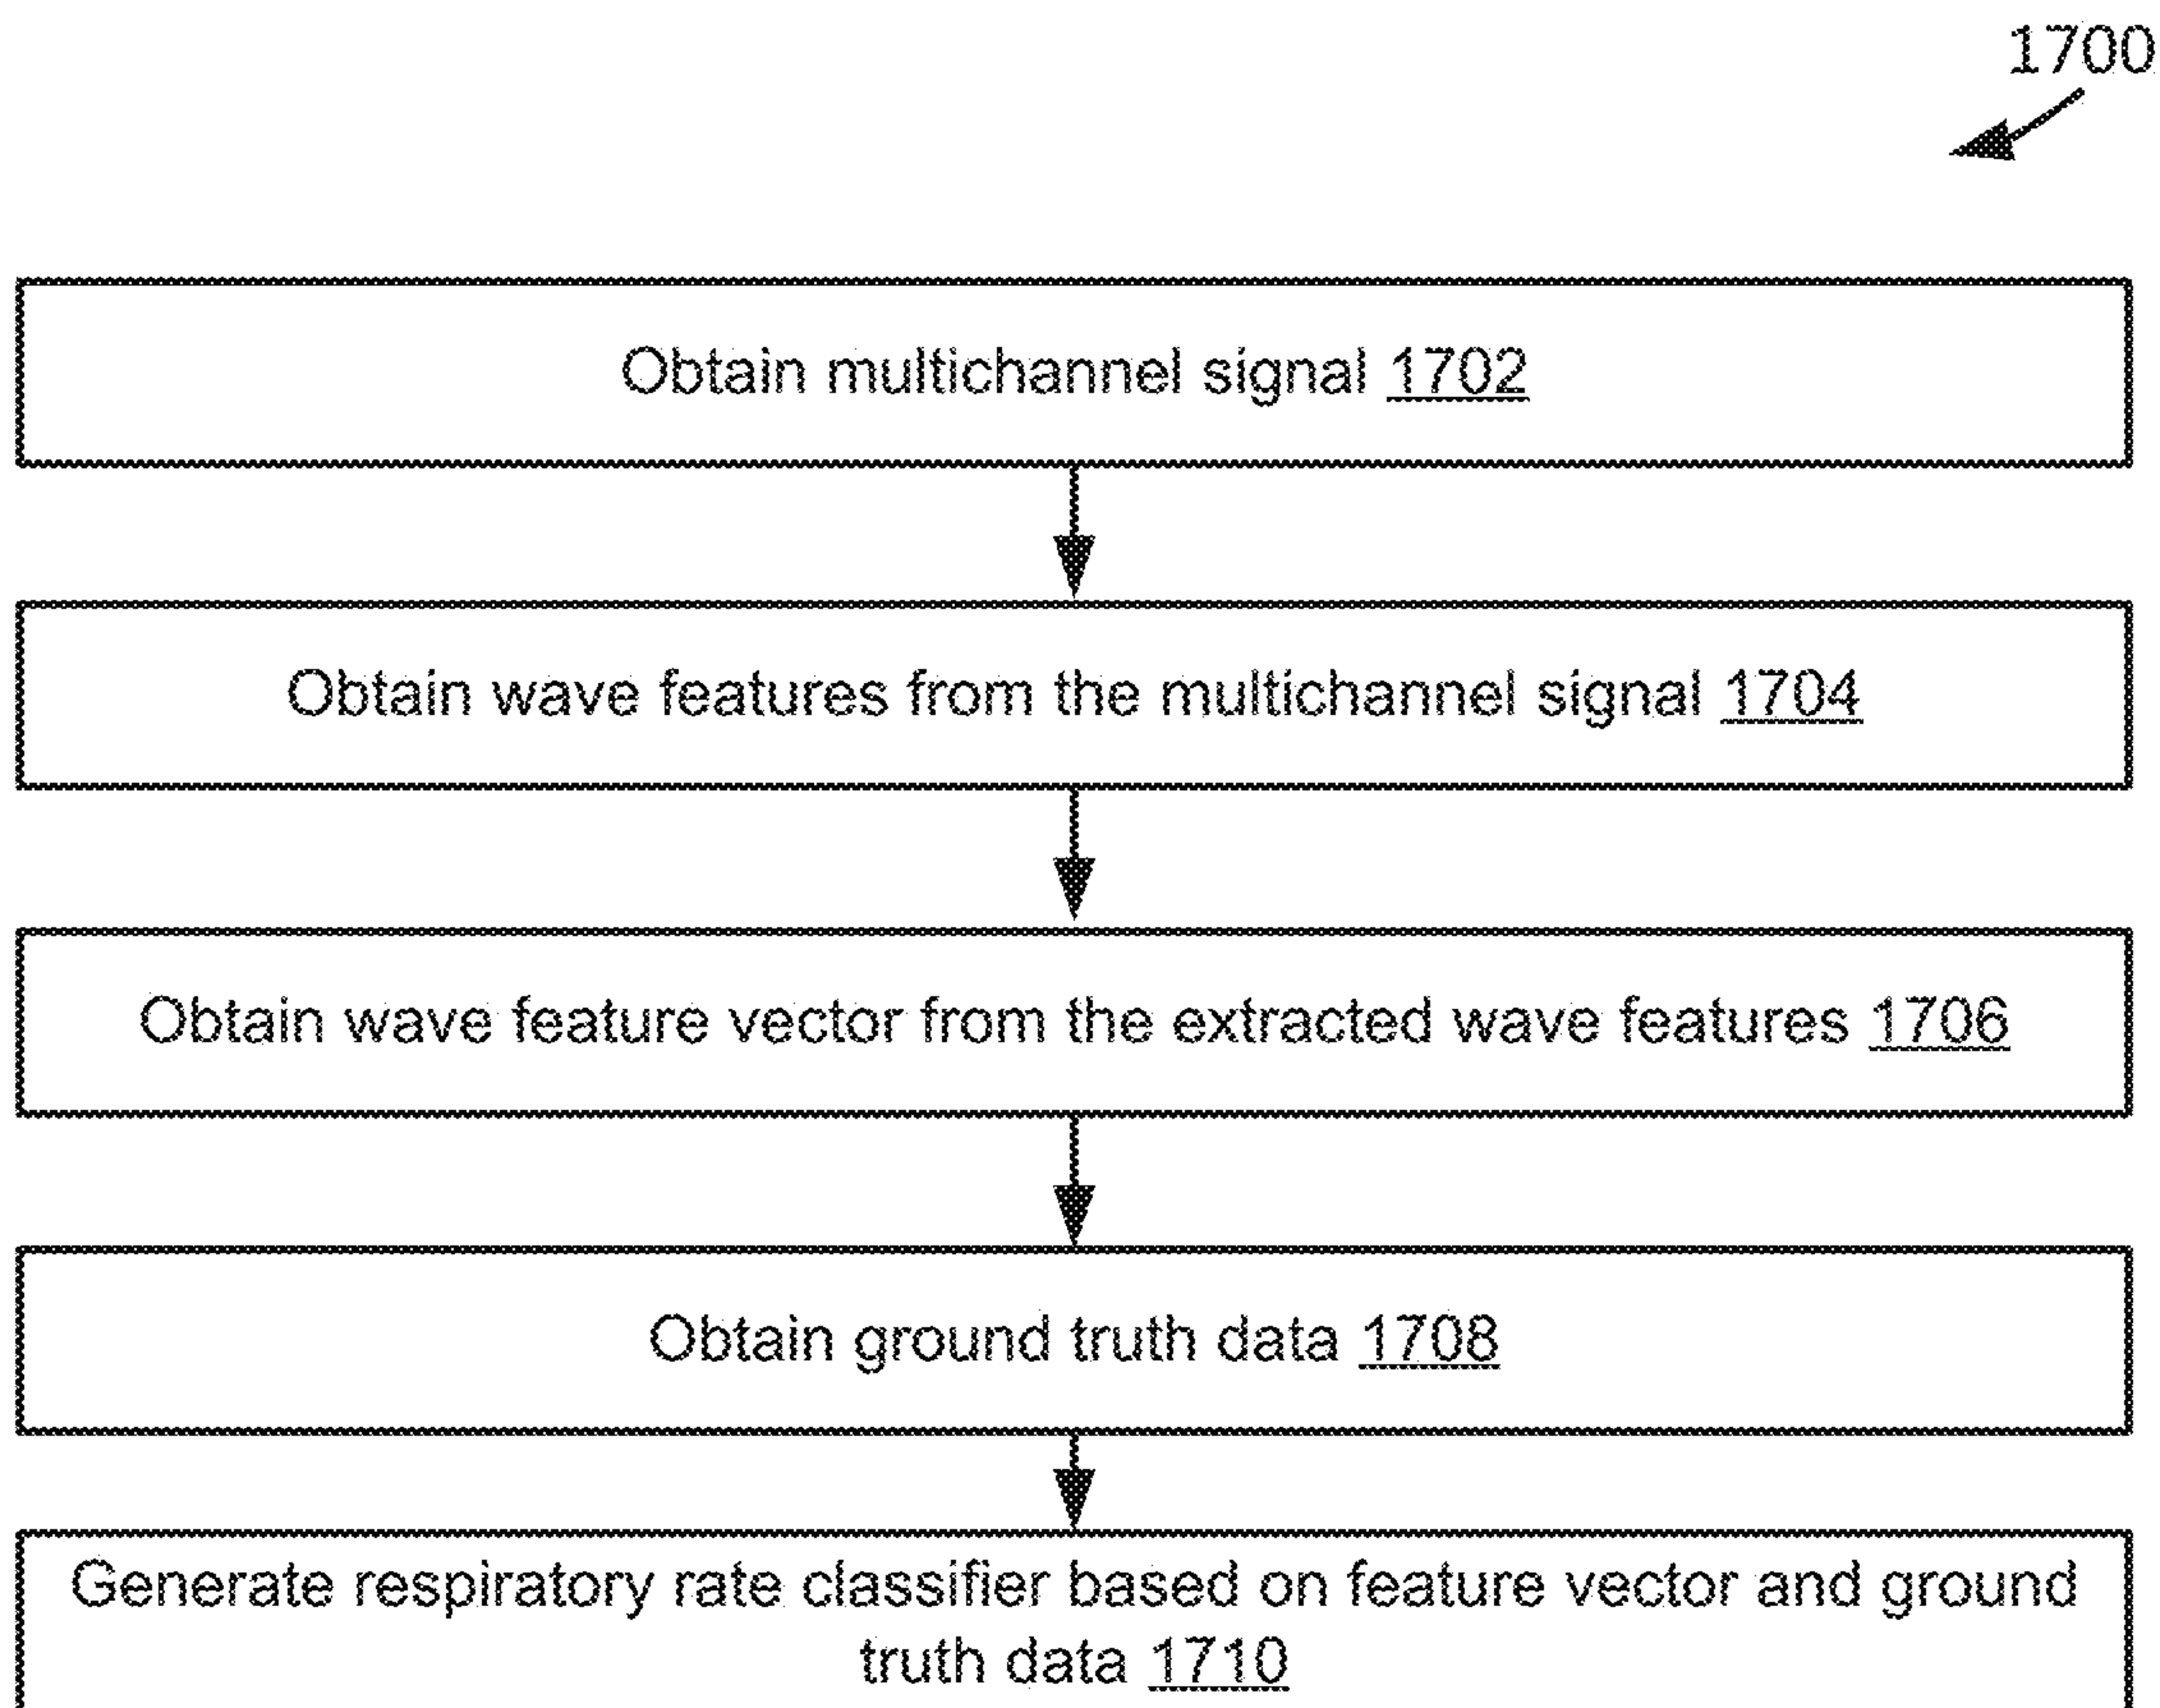 1700
Obtain multichannel signal 1702
Obtain wave features from the multichannel signal 1704
Obtain wave feature vector from the extracted wave features 1706
Obtain ground truth data 1708
Generate respiratory rate classifier based on feature vector and ground
truth data 1710